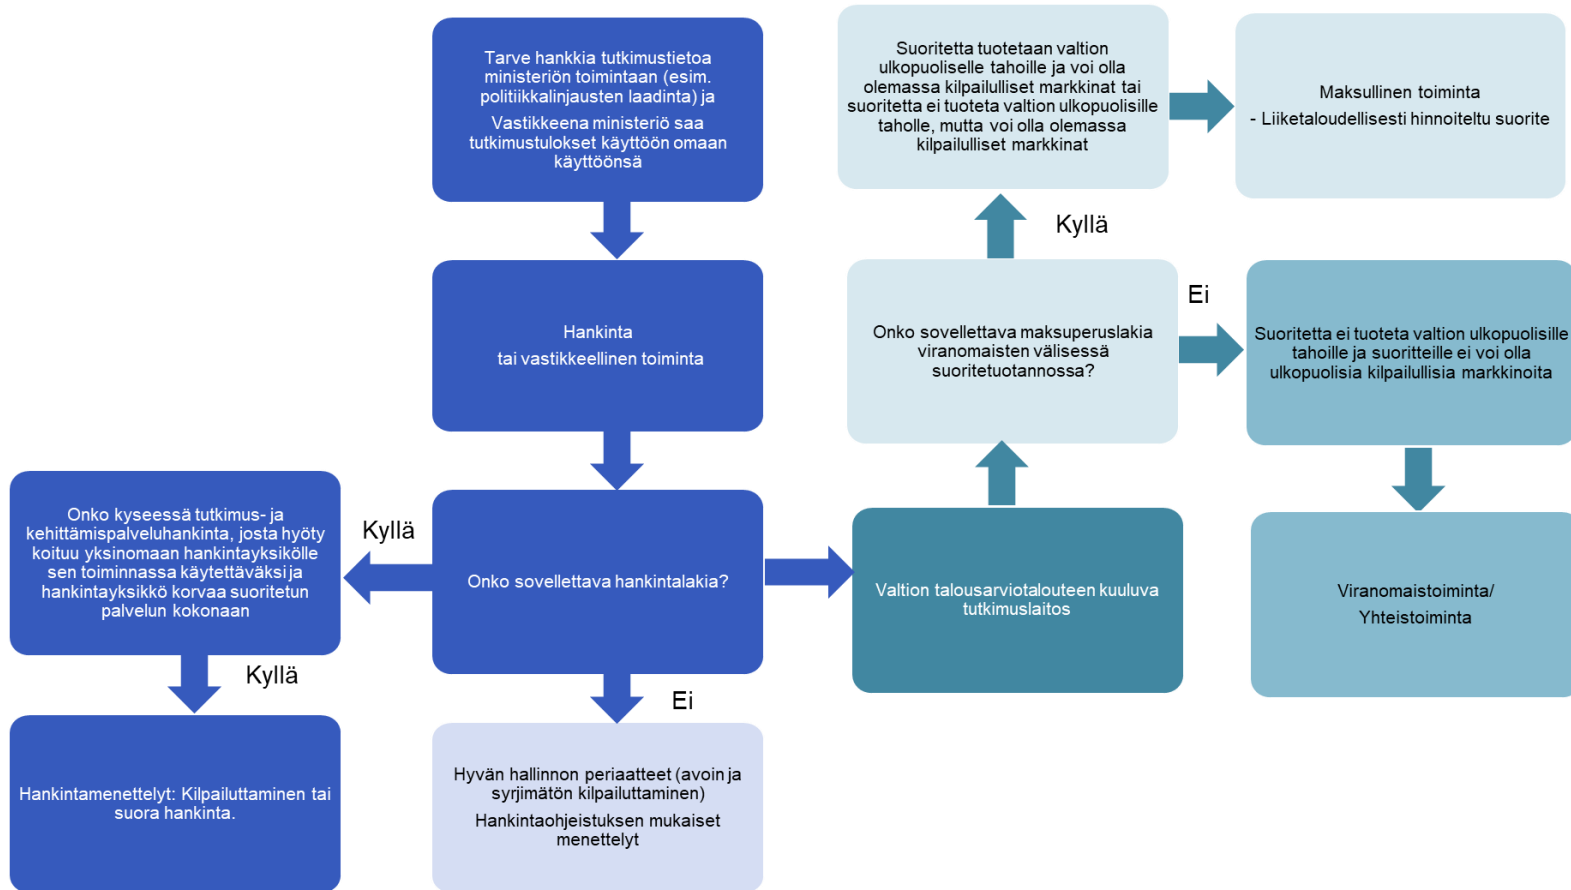 Tarve hankkia tutkimustietoa
ministeriön toimintaan (esim.
politiikkalinjausten laadinta) ja
Vastikkeena ministeriö saa
tutkimustulokset käyttöön omaan
käyttöönsä
Suoritetta tuotetaan valtion
ulkopuoliselle tahoille ja voi olla
olemassa kilpailulliset markkinat tai
suoritetta ei tuoteta valtion ulkopuolisille
taholle, mutta voi olla olemassa
kilpailulliset markkinat
Maksullinen toiminta
- Liiketaloudellisesti hinnoiteltu suorite
Kyllä
Hankinta
tai vastikkeellinen toiminta
Onko sovellettava maksuperuslakia
viranomaisten välisessä
suoritetuotannossa?
Ei
Suoritetta ei tuoteta valtion ulkopuolisille
tahoille ja suoritteille ei voi olla
ulkopuolisia kilpailullisia markkinoita
Onko kyseessä tutkimus- ja
kehittämispalveluhankinta, josta hyöty
koituu yksinomaan hankintayksikölle
sen toiminnassa käytettäväksi ja
hankintayksikkö korvaa suoritetun
palvelun kokonaan
Kyllä
Onko sovellettava hankintalakia?
Valtion talousarviotalouteen kuuluva
tutkimuslaitos
Viranomaistoiminta/
Yhteistoiminta
Kyllä
Ei
Hankintamenettelyt: Kilpailuttaminen tai
suora hankinta.
Hyvän hallinnon periaatteet (avoin ja
syrjimätön kilpailuttaminen)
Hankintaohjeistuksen mukaiset
menettelyt